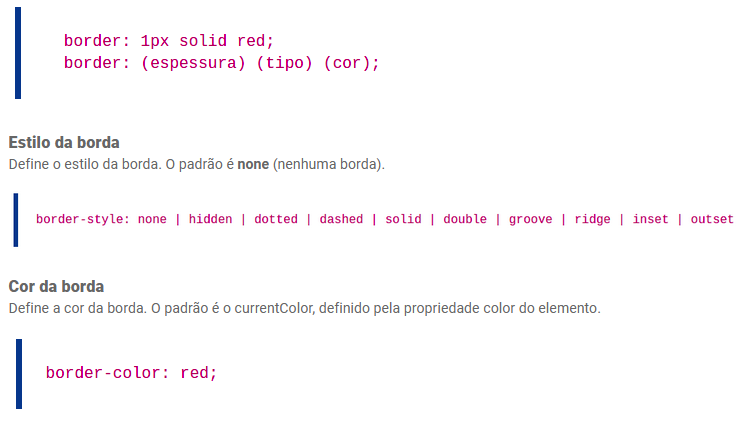 border: 1px solid red;
border: (espessura) (tipo) (cor);
Estilo da borda
Define o estilo da borda. O padrão é none (nenhuma borda).
border-style: none | hidden | dotted | dashed | solid | double | groove | ridge | inset | outset
Cor da borda
Define a cor da borda. O padrão é o currentColor, definido pela propriedade color do elemento.
border-color: red;